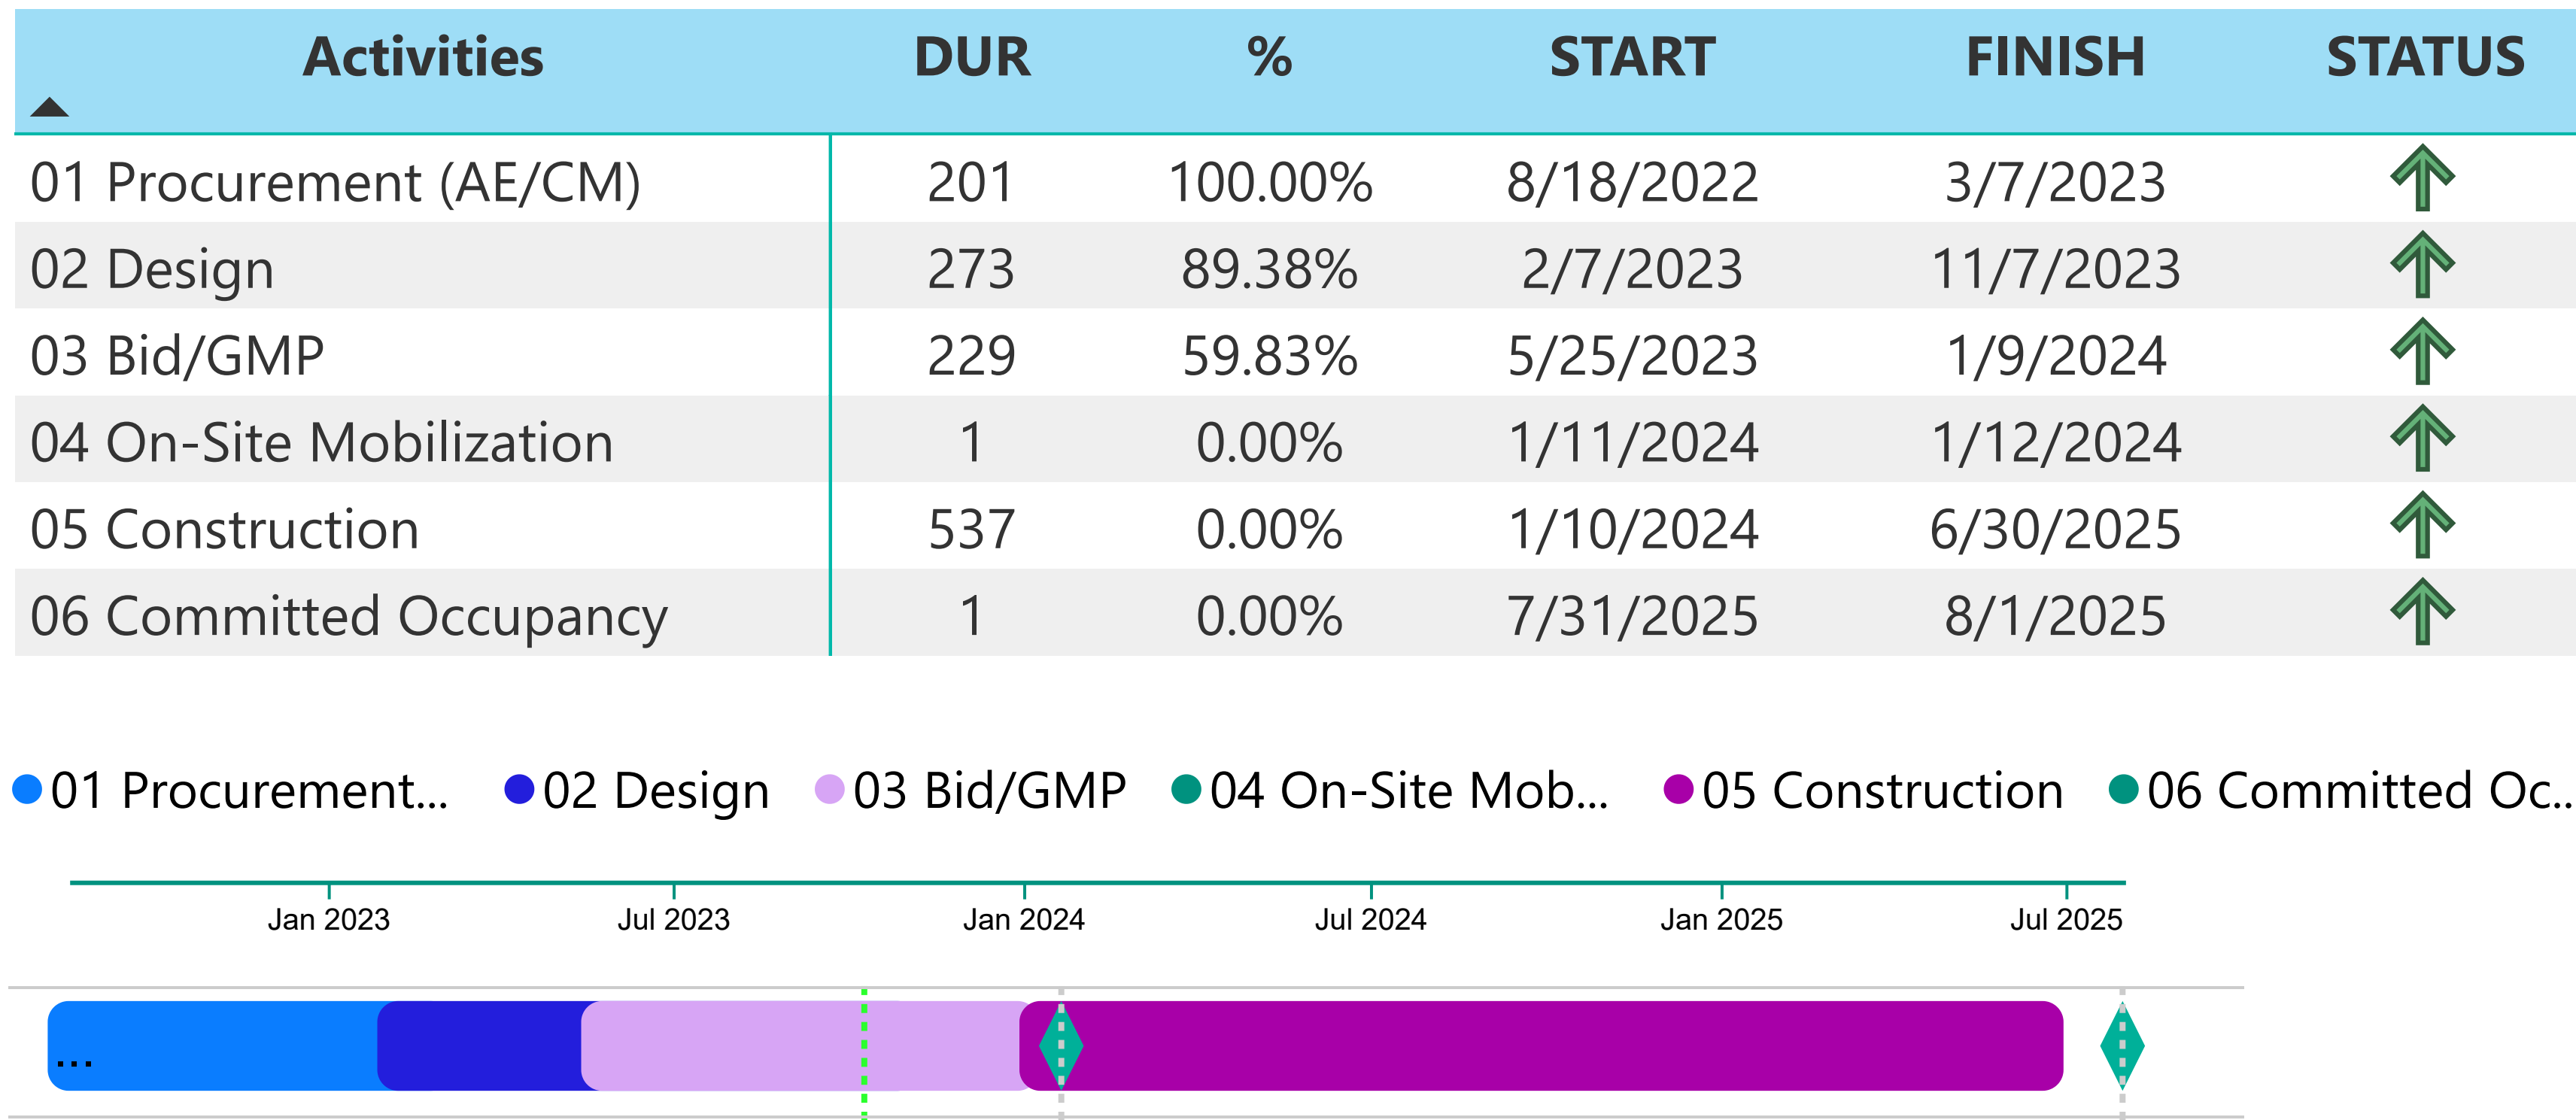 Activities DUR % START FINISH STATUS
01 Procurement (AE/CM) 201 100.00% 8/18/2022 3/7/2023
02 Design 273 89.38% 2/7/2023 11/7/2023
03 Bid/GMP 229 59.83% 5/25/2023 1/9/2024
04 On-Site Mobilization 1 0.00% 1/11/2024 1/12/2024
05 Construction 537 0.00% 1/10/2024 6/30/2025
06 Committed Occupancy 1 0.00% 7/31/2025 8/1/2025
01 Procurement... 02 Design 03 Bid/GMP 04 On-Site Mob... 05 Construction 06 Committed Oc...
Jan 2023 Jul 2023 Jan 2024 Jul 2024 Jan 2025 Jul 2025
...